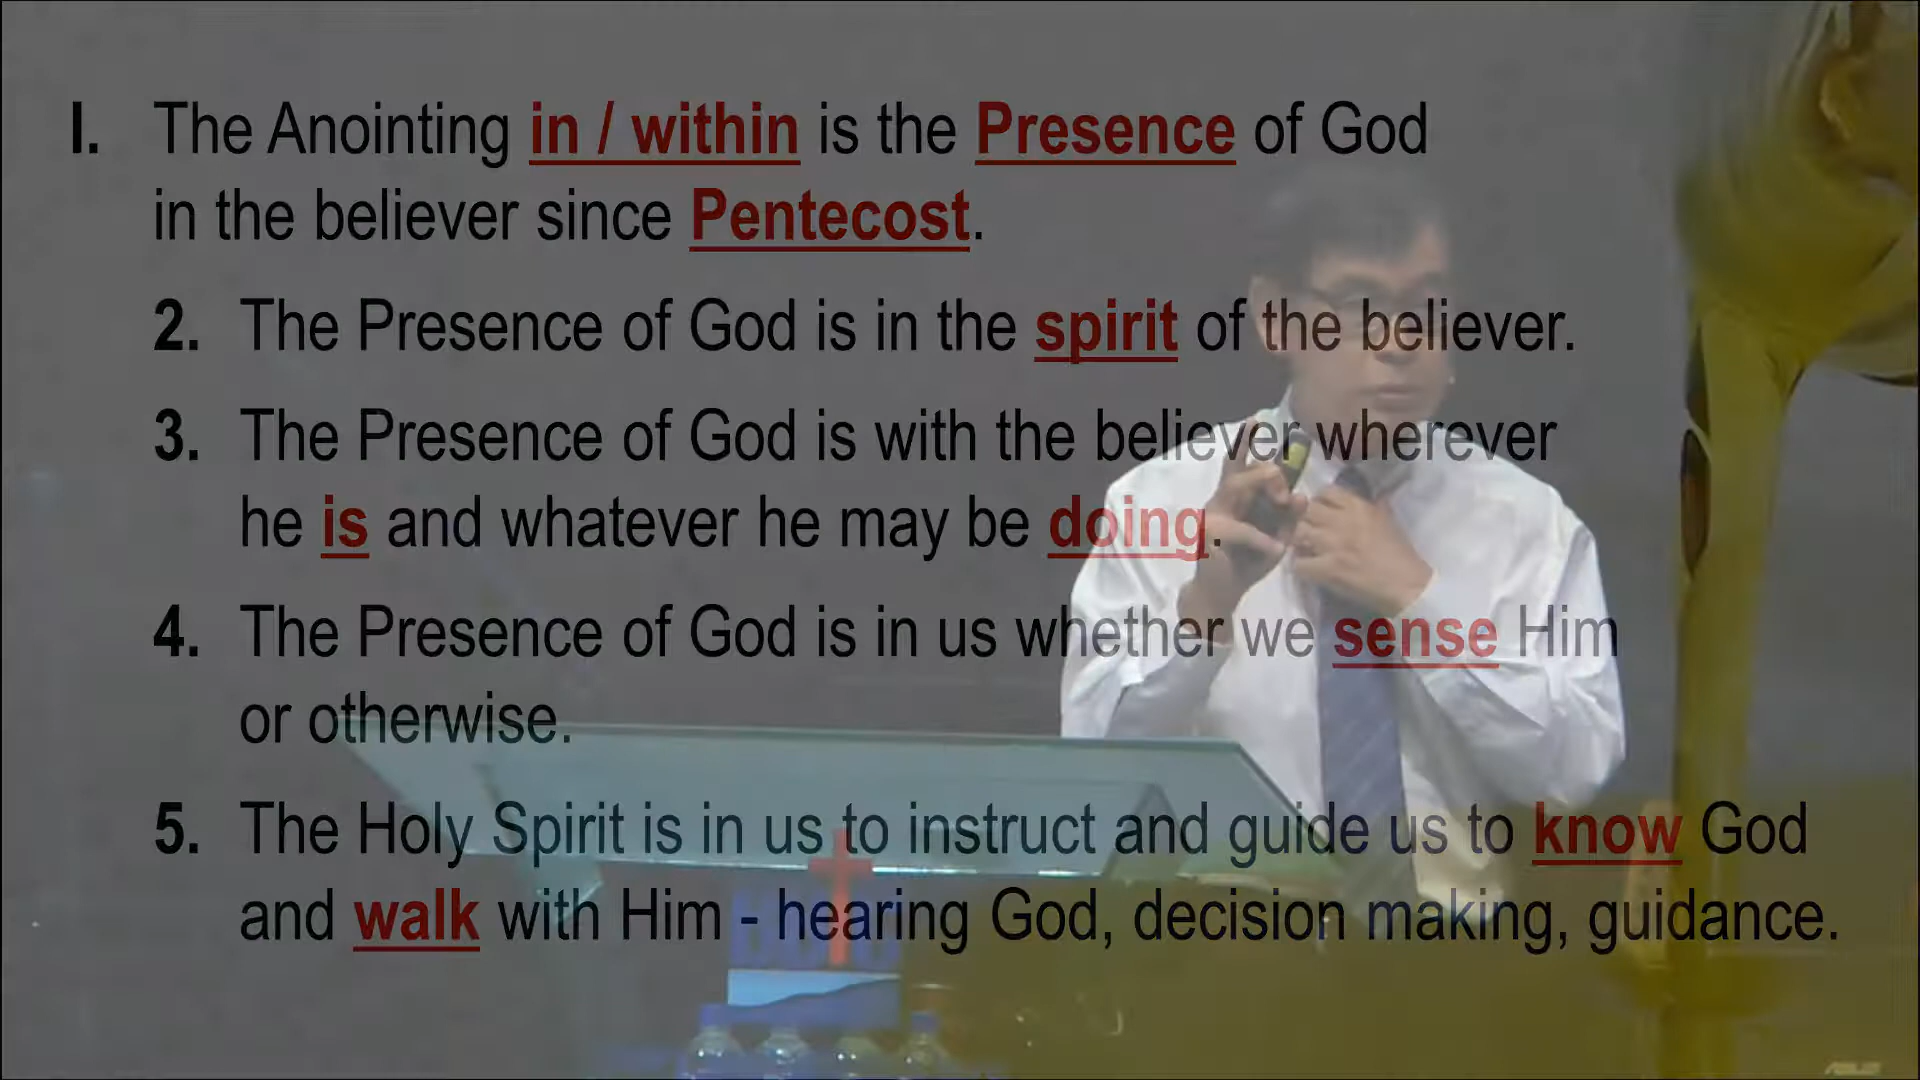 I. The Anointing in / within is the Presence of God
in the believer since Pentecost.
2. The Presence of God is in the spirit of the believer.
3. The Presence of God is with the believer wherever
he is and whatever he may be doing.
4. The Presence of God is in us whether we sense Him
or otherwise.
5. The Holy Spirit is in us to instruct and guide us to know God
and walk with Him - hearing God, decision making, guidance.